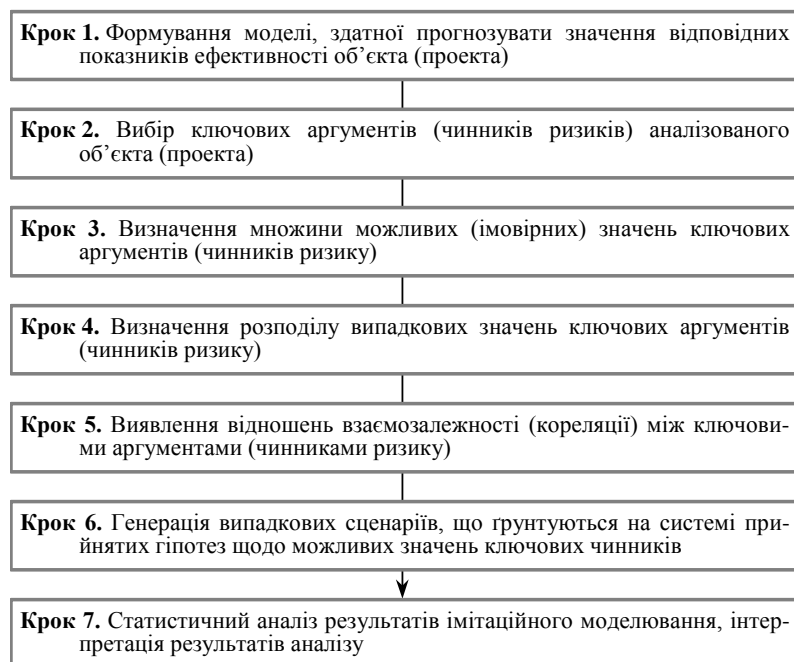 Крок 1. Формування моделі, здатної прогнозувати значення відповідних
показників ефективності об’єкта (проекта)
Крок 2. Вибір ключових аргументів (чинників ризиків) аналізованого
об’єкта (проекта)
Крок 3. Визначення множини можливих (імовірних) значень ключових
аргументів (чинників ризику)
Крок 4. Визначення розподілу випадкових значень ключових аргументів
(чинників ризику)
Крок 5. Виявлення відношень взаємозалежності (кореляції) між ключови-
ми аргументами (чинниками ризику)
Крок 6. Генерація випадкових сценаріїв, що ґрунтуються на системі при-
йнятих гіпотез щодо можливих значень ключових чинників
Крок 7. Статистичний аналіз результатів імітаційного моделювання, інтер-
претація результатів аналізу